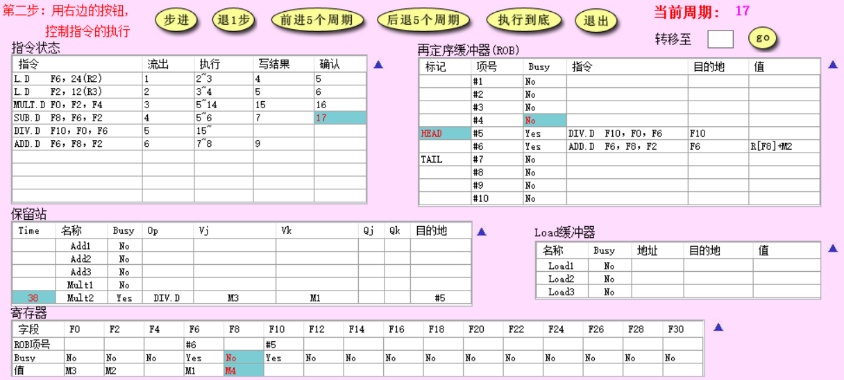 第二步：用右边的按钮，
控制指令的执行
步进 退1步 前进5个周期 后退5个周期 执行到底 退出
当前周期： 17
转移至 go
指令状态
指令 流出 执行 写结果 确认
L.D F6，24(R2) 1 2~3 4 5
L.D F2，12(R3) 2 3~4 5 6
MULT.D F0，F2，F4 3 5~14 15 16
SUB.D F8，F6，F2 4 5~6 7 17
DIV.D F10，F0，F6 5 15~
ADD.D F6，F8，F2 6 7~8 9
再定序缓冲器(ROB)
标记 项号 Busy 指令 目的地 值
#1 No
#2 No
#3 No
#4 No
HEAD #5 Yes DIV.D F10，F0，F6 F10
#6 Yes ADD.D F6，F8，F2 F6 R[F8]+M2
TAIL #7 No
#8 No
#9 No
#10 No
保留站
Time 名称 Busy Op Vj Vk Qj Qk 目的地
Add1 No
Add2 No
Add3 No
Mult1 No
38 Mult2 Yes DIV.D M3 M1 #5
Load缓冲器
名称 Busy 地址 目的地 值
Load1 No
Load2 No
Load3 No
寄存器
字段 F0 F2 F4 F6 F8 F10 F12 F14 F16 F18 F20 F22 F24 F26 F28 F30
ROB项号 #6 #5
Busy No No No Yes No Yes No No No No No No No No No No
值 M3 M2 M1 M4